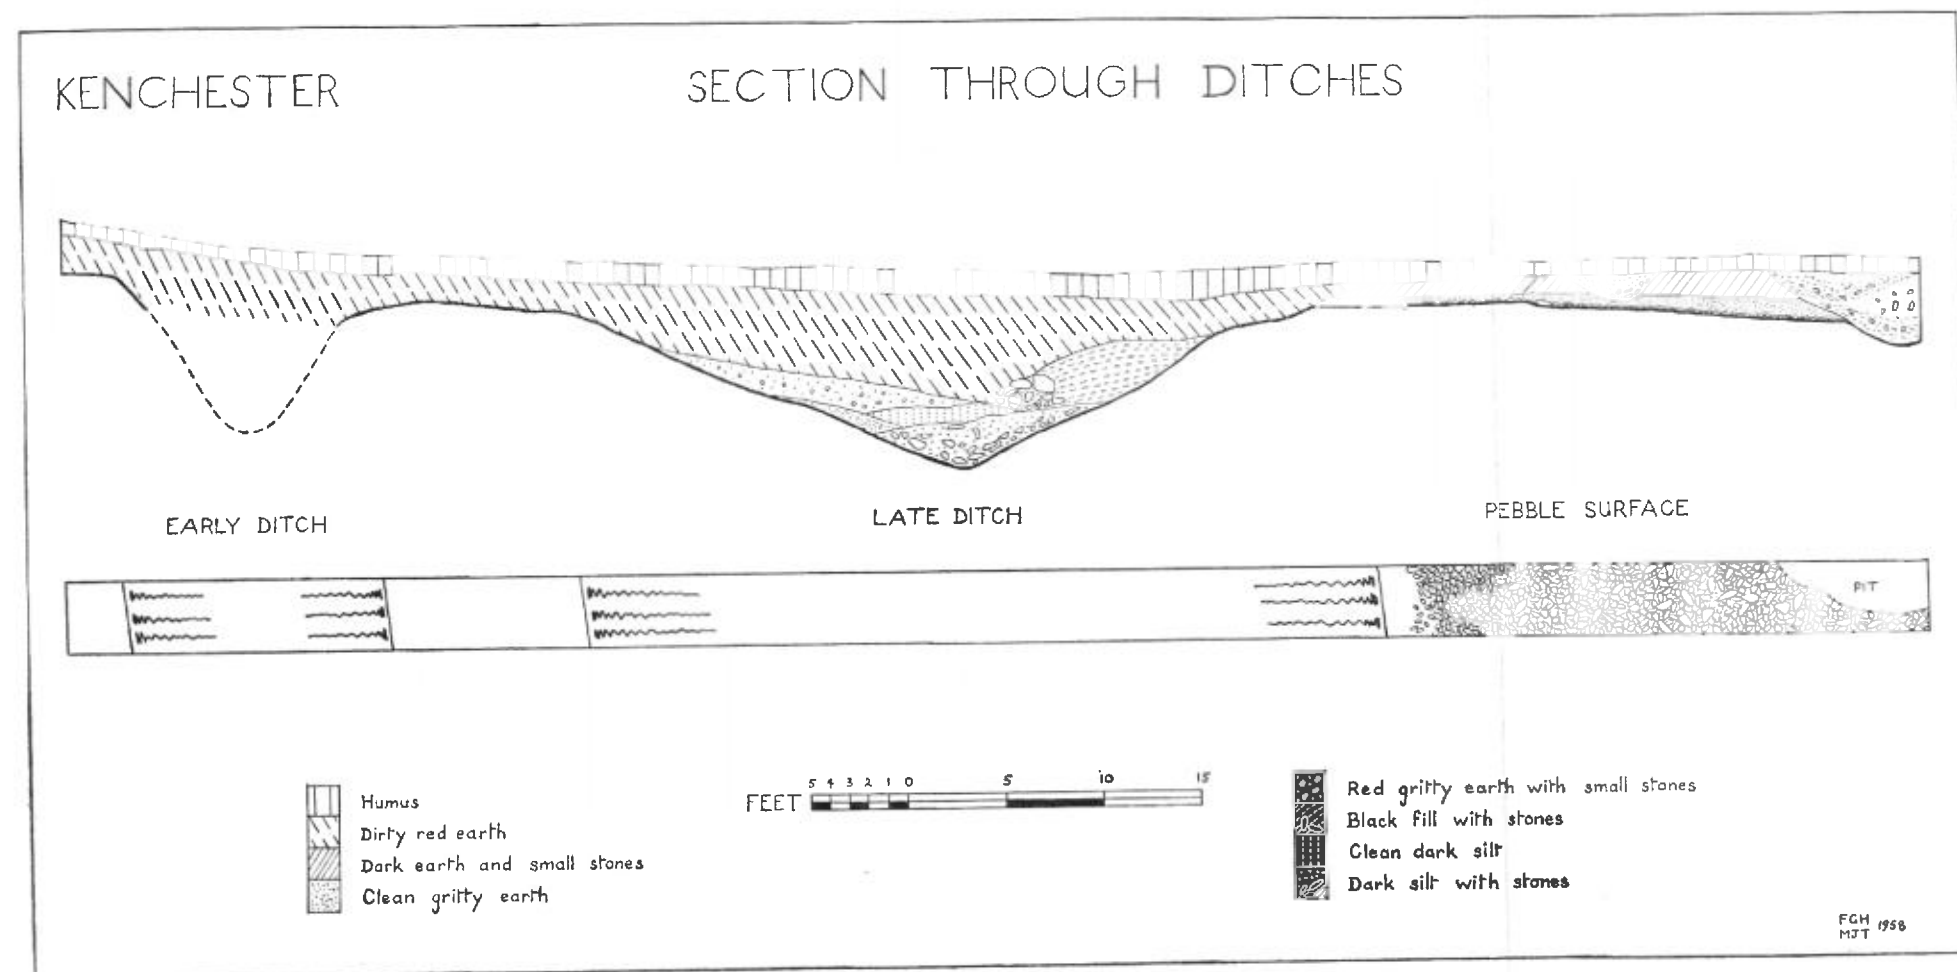 KENCHESTER
SECTION THROUGH DITCHES
EARLY DITCH
LATE DITCH
PEBBLE SURFACE
PIT
Humus
Dirty red earth
Dark earth and small stones
Clean gritty earth
5 4 3 2 1 0 5 10 15
FEET
Red gritty earth with small stones
Black fill with stones
Clean dark silt
Dark silt with stones
FGH 1958
MJT